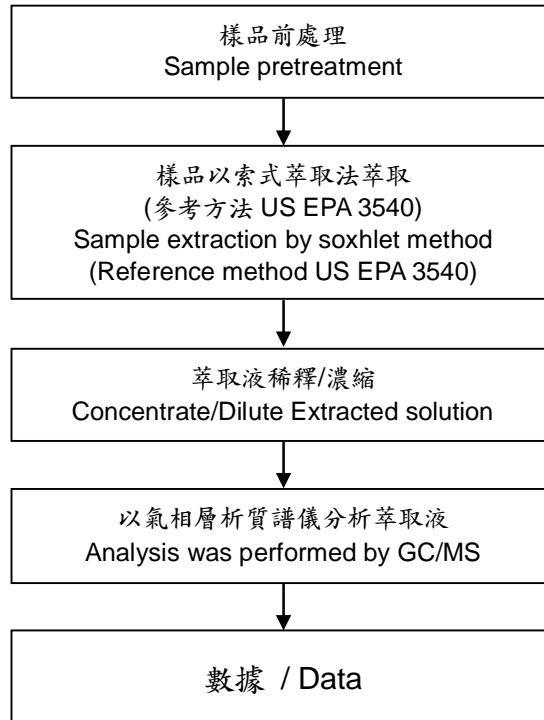 樣品前處理
Sample pretreatment
樣品以索式萃取法萃取
(參考方法 US EPA 3540)
Sample extraction by soxhlet method
(Reference method US EPA 3540)
萃取液稀釋/濃縮
Concentrate/Dilute Extracted solution
以氣相層析質譜儀分析萃取液
Analysis was performed by GC/MS
數據 / Data